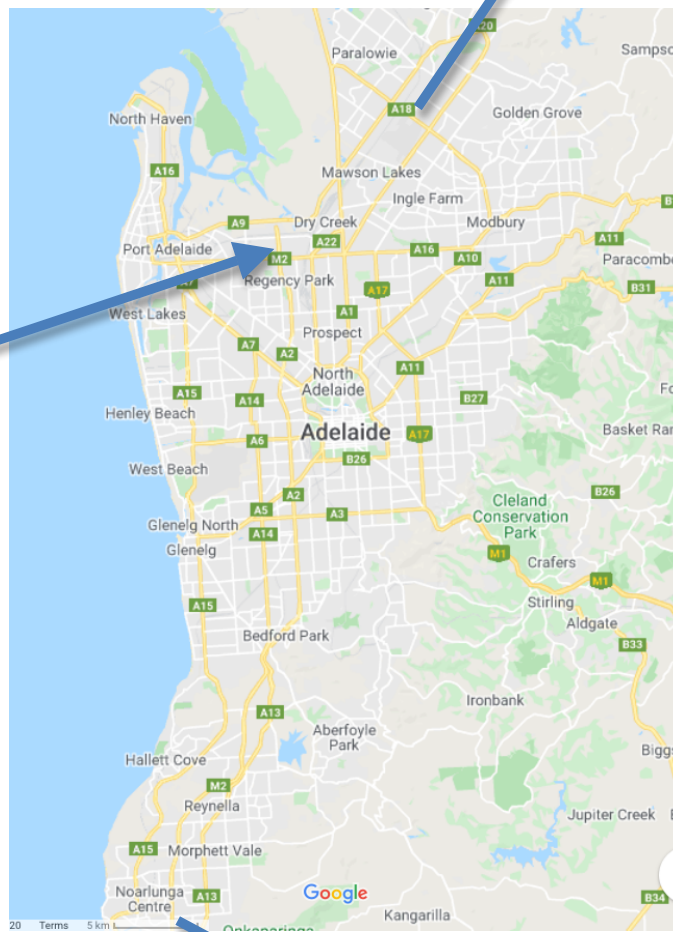 A20
Paralowie
Sampso
A18
Golden Grove
North Haven
A16
Mawson Lakes
Ingle Farm
A9
Dry Creek
Modbury
Port Adelaide
A22
A16
A11
M2
A10
Paracombe
Regency Park
A7
A17
A11
B31
West Lakes
A1
Prospect
A7
A2
North
Adelaide
A11
A15
A14
B27
Henley Beach
Adelaide
A17
Basket Ran
A6
B26
West Beach
B26
A2
Cleland
Conservation
Park
A5
A3
Glenelg North
A14
Glenelg
M1
Crafers
M1
Stirling
A15
Aldgate
Bedford Park
B33
Ironbank
A13
Aberfoyle
Park
Hallett Cove
Biggs
M2
Reynella
Jupiter Creek
A15
Morphett Vale
Noarlunga
Centre
A13
Google
B34
Kangarilla
20 Terms 5 km
Onkaparinga